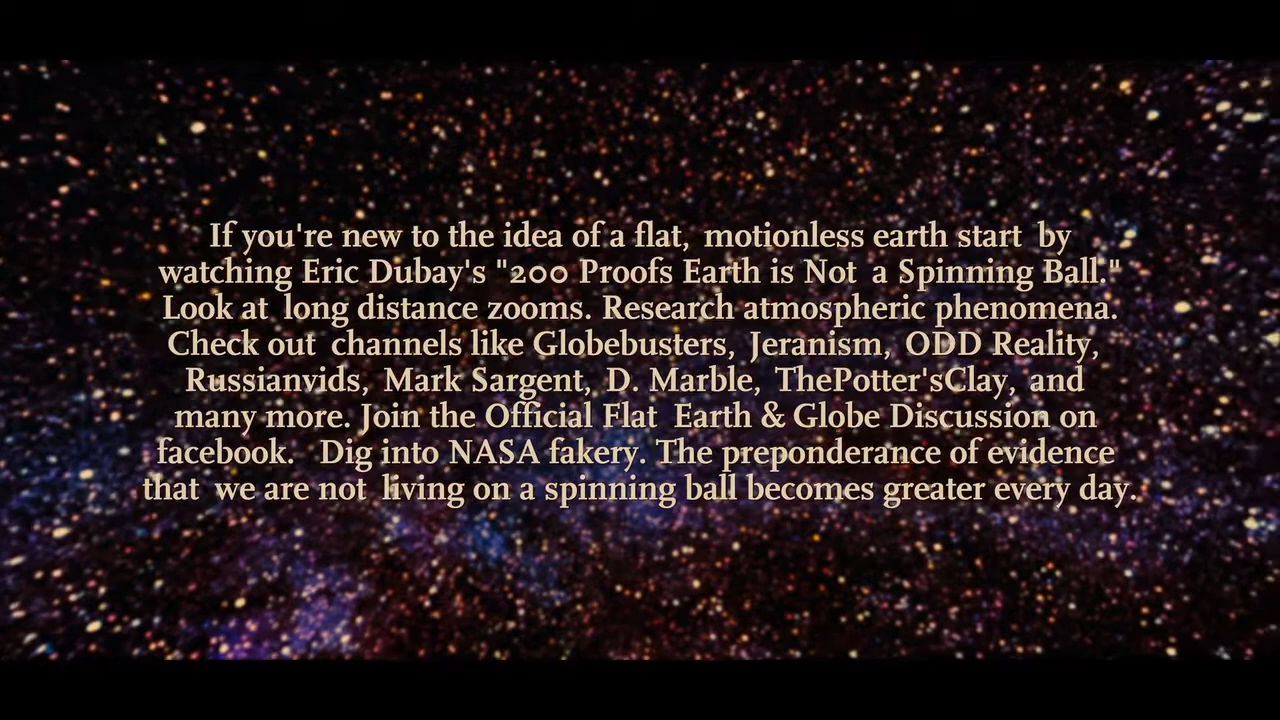 If you're new to the idea of a flat, motionless earth start by
watching Eric Dubay's "200 Proofs Earth is Not a Spinning Ball."
Look at long distance zooms. Research atmospheric phenomena.
Check out channels like Globebusters, Jeranism, ODD Reality,
Russianvids, Mark Sargent, D. Marble, ThePotter'sClay, and
many more. Join the Official Flat Earth & Globe Discussion on
facebook. Dig into NASA fakery. The preponderance of evidence
that we are not living on a spinning ball becomes greater every day.